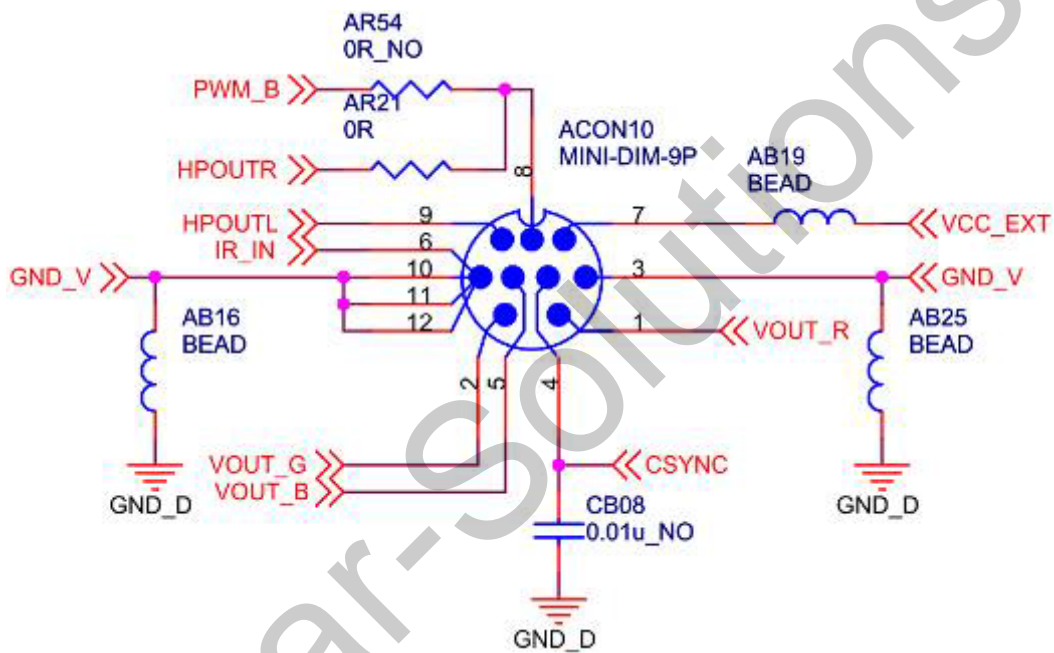 AR54
0R_NO
PWM_B
AR21
0R
HPOUTR
ACON10
MINI-DIM-9P
8
AB19
BEAD
HPOUTL
9
7
VCC_EXT
IR_IN
6
GND_V
10
3
GND_V
11
12
1
VOUT_R
AB16
BEAD
AB25
BEAD
2
5
4
VOUT_G
VOUT_B
CSYNC
GND_D
CB08
0.01u_NO
GND_D
GND_D
ar-Solutions